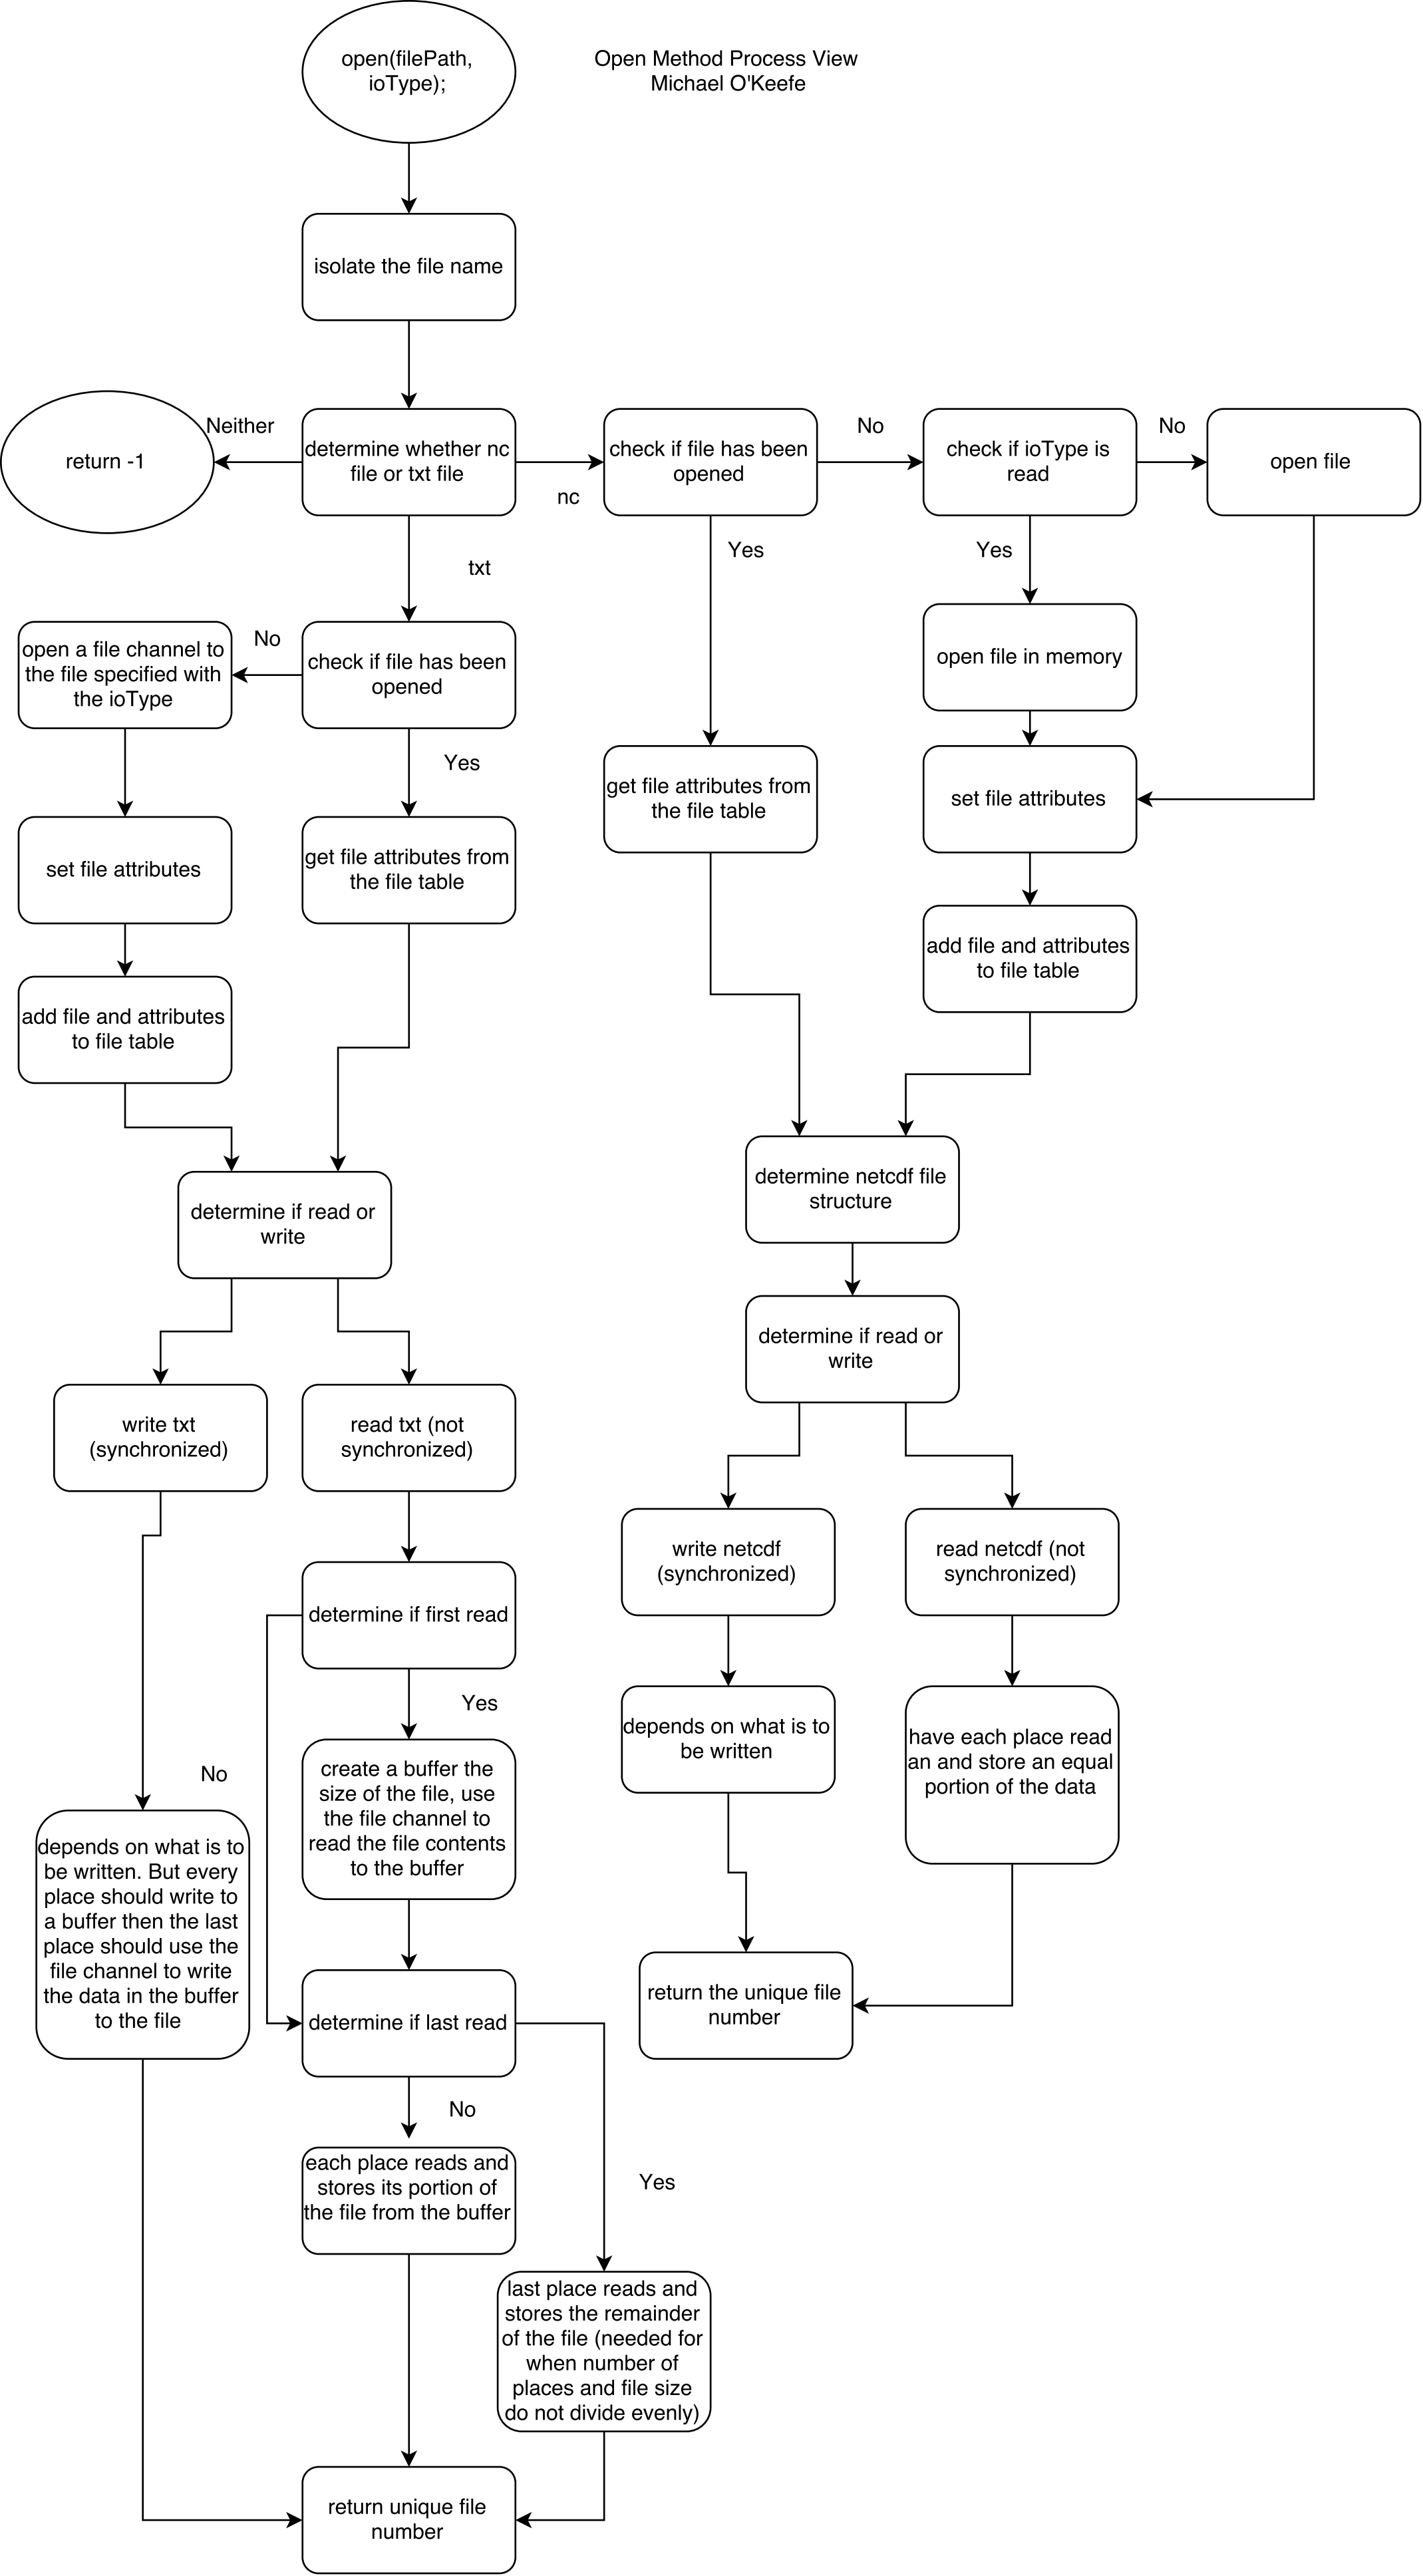 open(filePath,
ioType);
Open Method Process View
Michael O'Keefe
isolate the file name
Neither
return -1
determine whether nc
file or txt file
nc
check if file has been
opened
No
check if ioType is
read
No
open file
txt
Yes
Yes
open a file channel to
the file specified with
the ioType
No
check if file has been
opened
open file in memory
Yes
get file attributes from
the file table
set file attributes
set file attributes
get file attributes from
the file table
add file and attributes
to file table
add file and attributes
to file table
determine netcdf file
structure
determine if read or
write
determine if read or
write
write txt
(synchronized)
read txt (not
synchronized)
write netcdf
(synchronized)
read netcdf (not
synchronized)
determine if first read
Yes
No
create a buffer the
size of the file, use
the file channel to
read the file contents
to the buffer
depends on what is to
be written
have each place read
an and store an equal
portion of the data
depends on what is to
be written. But every
place should write to
a buffer then the last
place should use the
file channel to write
the data in the buffer
to the file
determine if last read
return the unique file
number
No
Yes
each place reads and
stores its portion of
the file from the buffer
last place reads and
stores the remainder
of the file (needed for
when number of
places and file size
do not divide evenly)
return unique file
number